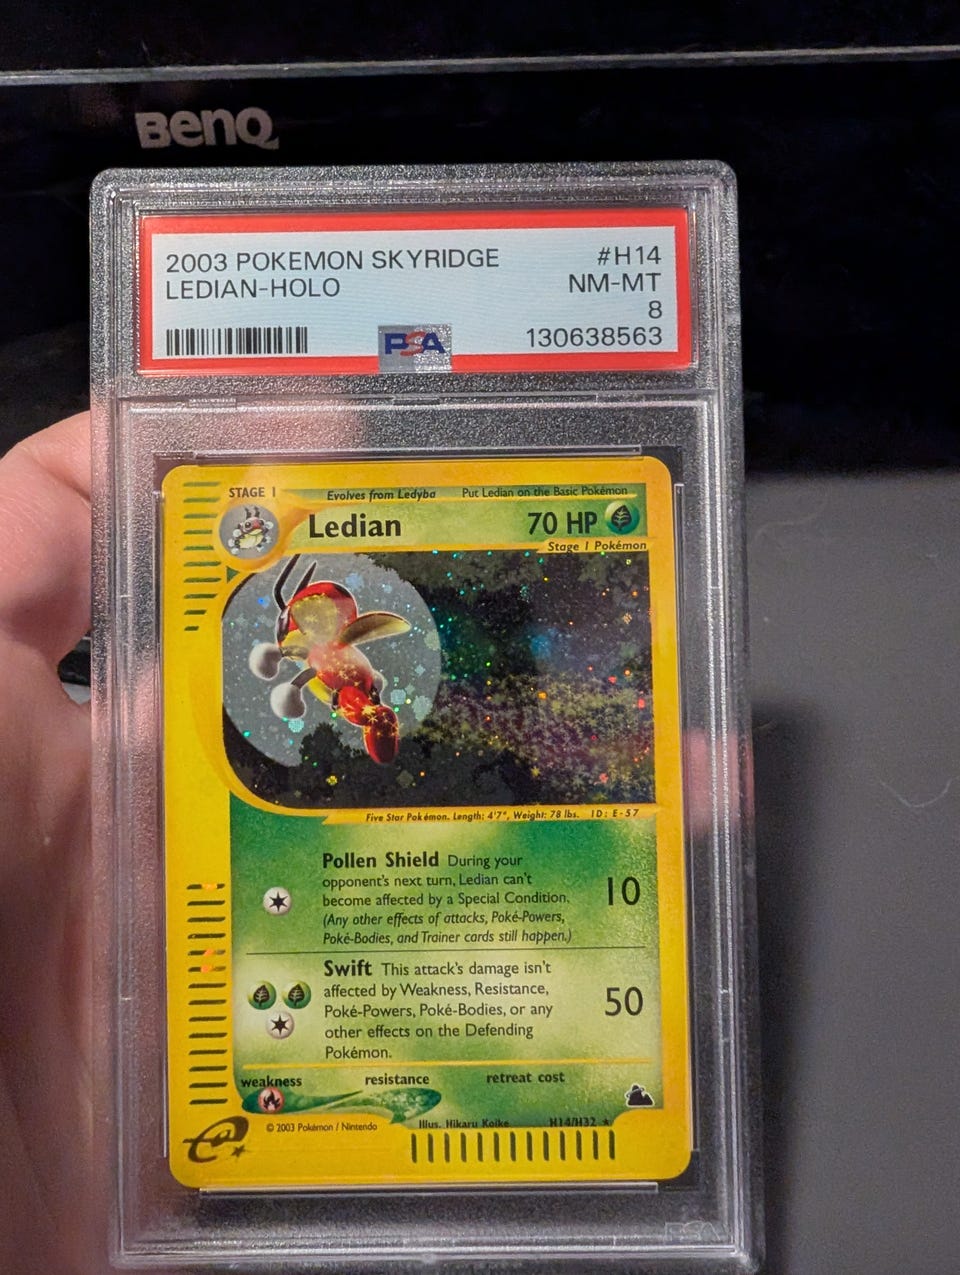 BenQ
2003 POKEMON SKYRIDGE #H14
LEDIAN-HOLO NM-MT
8
PSA 130638563
STAGE 1 Evolves from Ledyba Put Ledian on the Basic Pokémon
Ledian 70 HP
Stage 1 Pokémon
Five Star Pokémon. Length: 4'7", Weight: 78 lbs. ID: E-57
Pollen Shield During your
opponent's next turn, Ledian can't
become affected by a Special Condition. 10
(Any other effects of attacks, Poké-Powers,
Poké-Bodies, and Trainer cards still happen.)
Swift This attack's damage isn't
affected by Weakness, Resistance,
Poké-Powers, Poké-Bodies, or any 50
other effects on the Defending
Pokémon.
weakness resistance retreat cost
© 2003 Pokémon / Nintendo Illus. Hikaru Koike H14/H32 ★
e
PSA